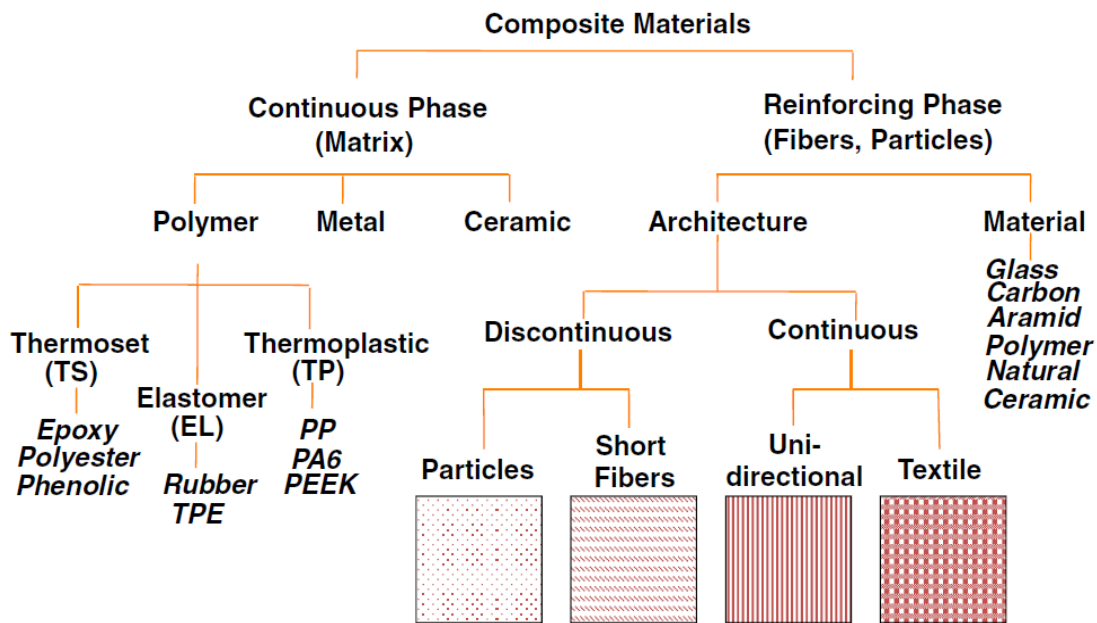 Composite Materials
Continuous Phase
(Matrix)
Reinforcing Phase
(Fibers, Particles)
Polymer
Metal
Ceramic
Architecture
Material
Glass
Carbon
Aramid
Polymer
Natural
Ceramic
Thermoset
(TS)
Elastomer
(EL)
Thermoplastic
(TP)
Epoxy
Polyester
Phenolic
Rubber
TPE
PP
PA6
PEEK
Discontinuous
Continuous
Particles
Short
Fibers
Uni-
directional
Textile